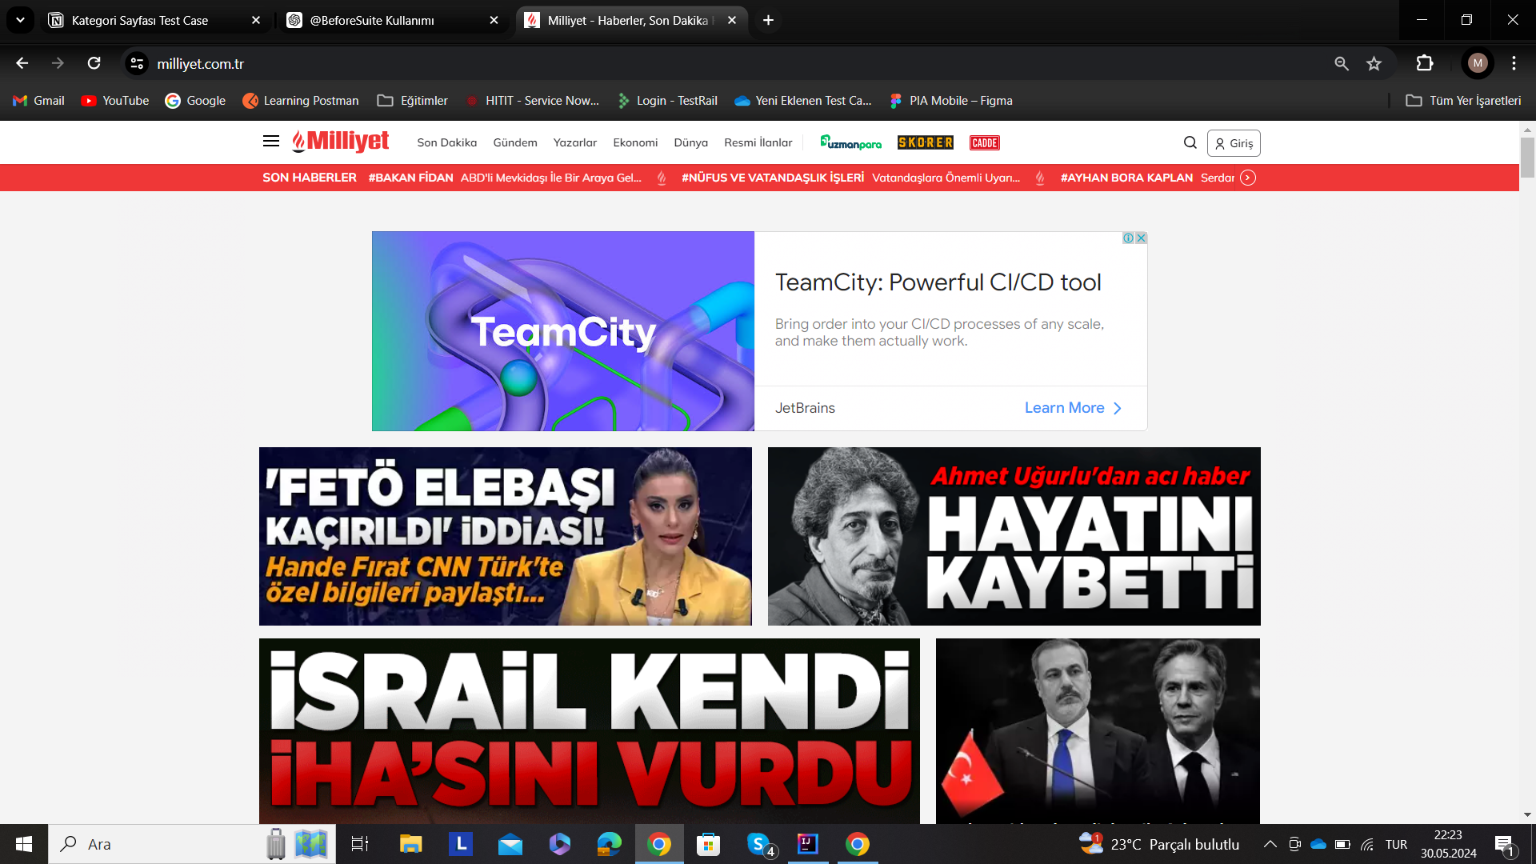 Kategori Sayfası Test Case
@BeforeSuite Kullanımı
Milliyet - Haberler, Son Dakika
milliyet.com.tr
M
Gmail
YouTube
Google
Learning Postman
Eğitimler
HITIT - Service Now...
Login - TestRail
Yeni Eklenen Test Ca...
PIA Mobile – Figma
Tüm Yer İşaretleri
Milliyet
Son Dakika
Gündem
Yazarlar
Ekonomi
Dünya
Resmi İlanlar
uzmanpara
SKORER
CADDE
Giriş
SON HABERLER
#BAKAN FİDAN ABD'li Mevkidaşı İle Bir Araya Gel...
#NÜFUS VE VATANDAŞLIK İŞLERİ Vatandaşlara Önemli Uyarı...
#AYHAN BORA KAPLAN Serdar
TeamCity
TeamCity: Powerful CI/CD tool
Bring order into your CI/CD processes of any scale,
and make them actually work.
JetBrains
Learn More
'FETÖ ELEBAŞI
KAÇIRILDI' İDDİASI!
Hande Fırat CNN Türk'te
özel bilgileri paylaştı...
Ahmet Uğurlu'dan acı haber
HAYATINI
KAYBETTİ
İSRAİL KENDİ
İHA'SINI VURDU
Ara
L
S
4
IJ
1
23°C Parçalı bulutlu
TUR
22:23
30.05.2024
1